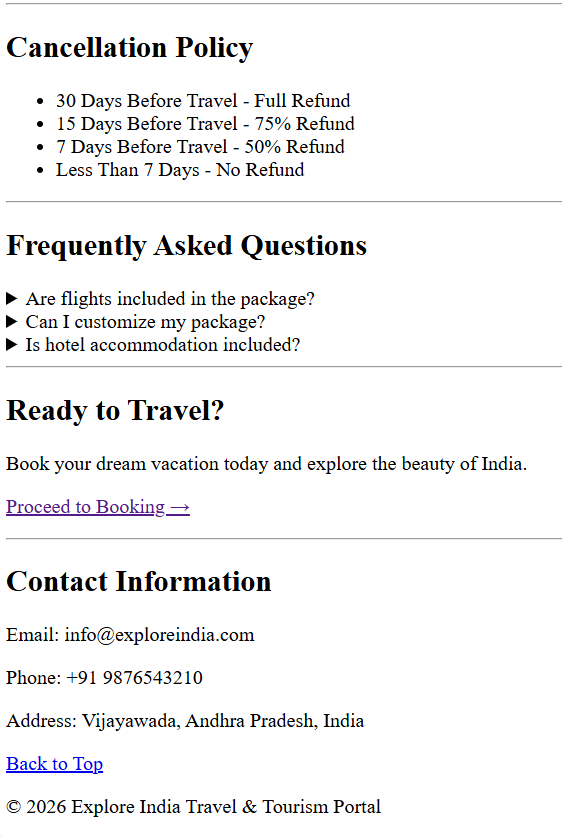 Cancellation Policy
• 30 Days Before Travel - Full Refund
• 15 Days Before Travel - 75% Refund
• 7 Days Before Travel - 50% Refund
• Less Than 7 Days - No Refund
Frequently Asked Questions
▶ Are flights included in the package?
▶ Can I customize my package?
▶ Is hotel accommodation included?
Ready to Travel?
Book your dream vacation today and explore the beauty of India.
Proceed to Booking →
Contact Information
Email: info@exploreindia.com
Phone: +91 9876543210
Address: Vijayawada, Andhra Pradesh, India
Back to Top
© 2026 Explore India Travel & Tourism Portal